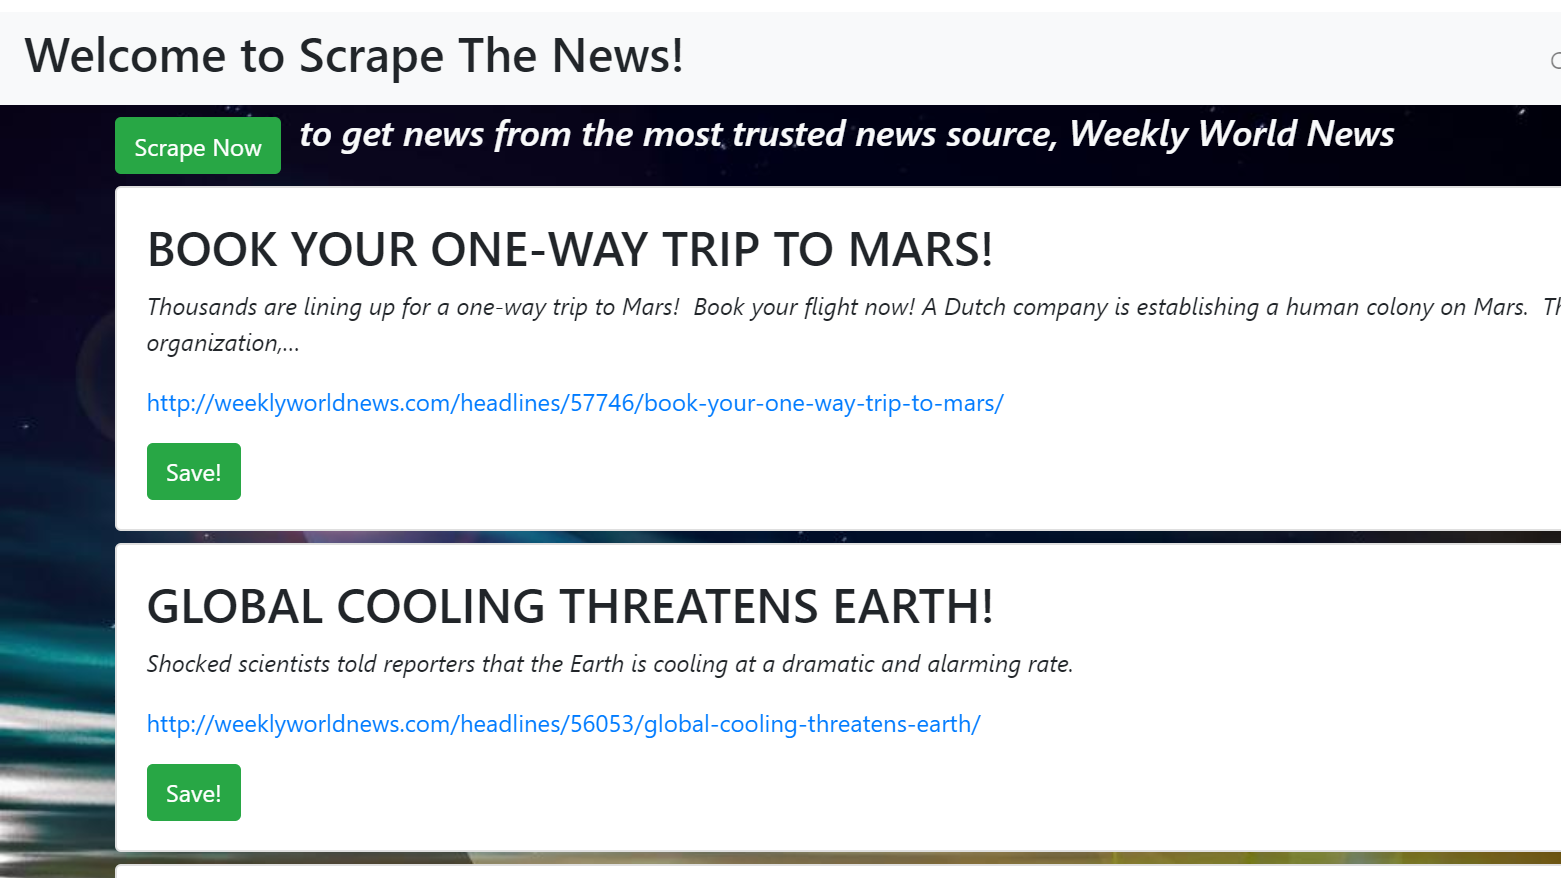 Welcome to Scrape The News!
Scrape Now to get news from the most trusted news source, Weekly World News
BOOK YOUR ONE-WAY TRIP TO MARS!
Thousands are lining up for a one-way trip to Mars!  Book your flight now! A Dutch company is establishing a human colony on Mars.
organization,...
http://weeklyworldnews.com/headlines/57746/book-your-one-way-trip-to-mars/
Save!
GLOBAL COOLING THREATENS EARTH!
Shocked scientists told reporters that the Earth is cooling at a dramatic and alarming rate.
http://weeklyworldnews.com/headlines/56053/global-cooling-threatens-earth/
Save!